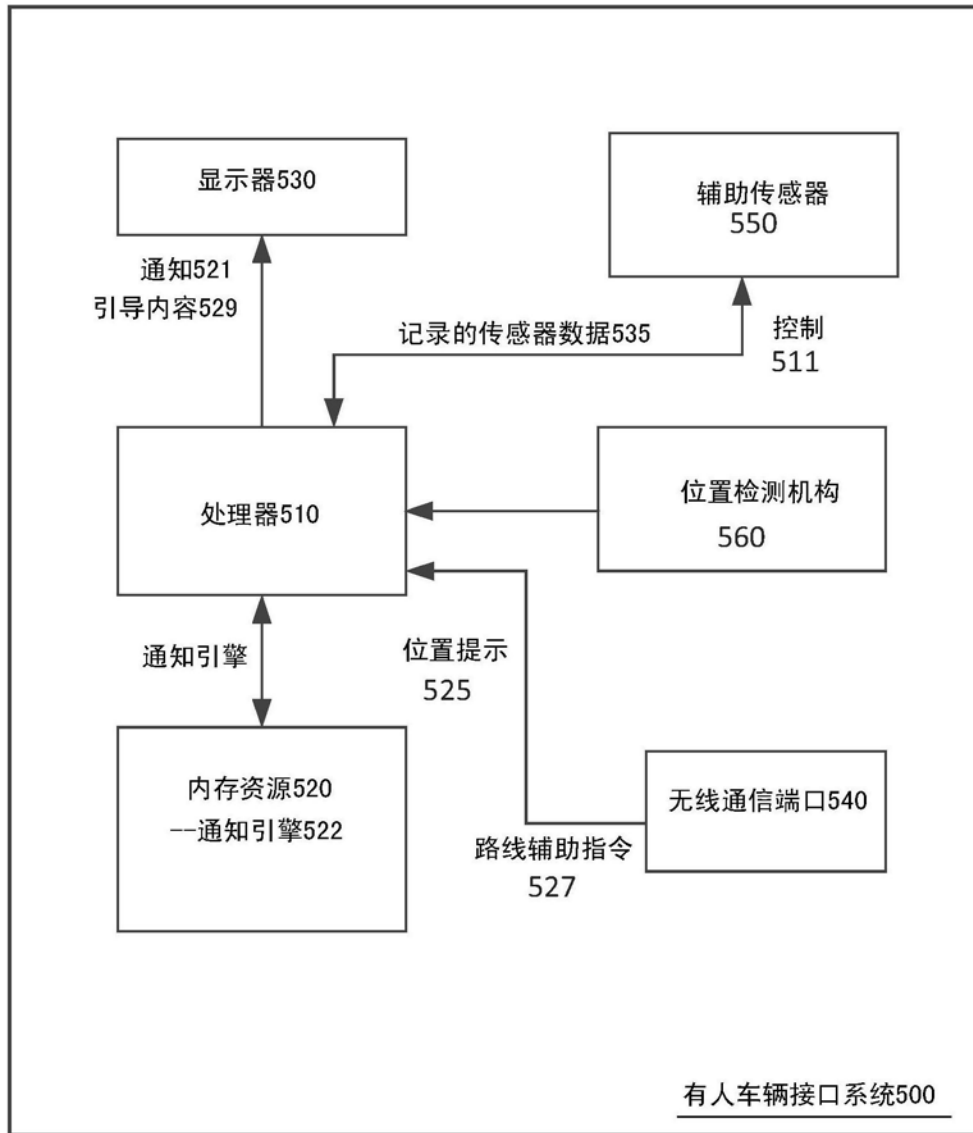 显示器530
辅助传感器
550
通知521
引导内容529
记录的传感器数据535
控制
511
处理器510
位置检测机构
560
通知引擎
位置提示
525
内存资源520
--通知引擎522
无线通信端口540
路线辅助指令
527
有人车辆接口系统500